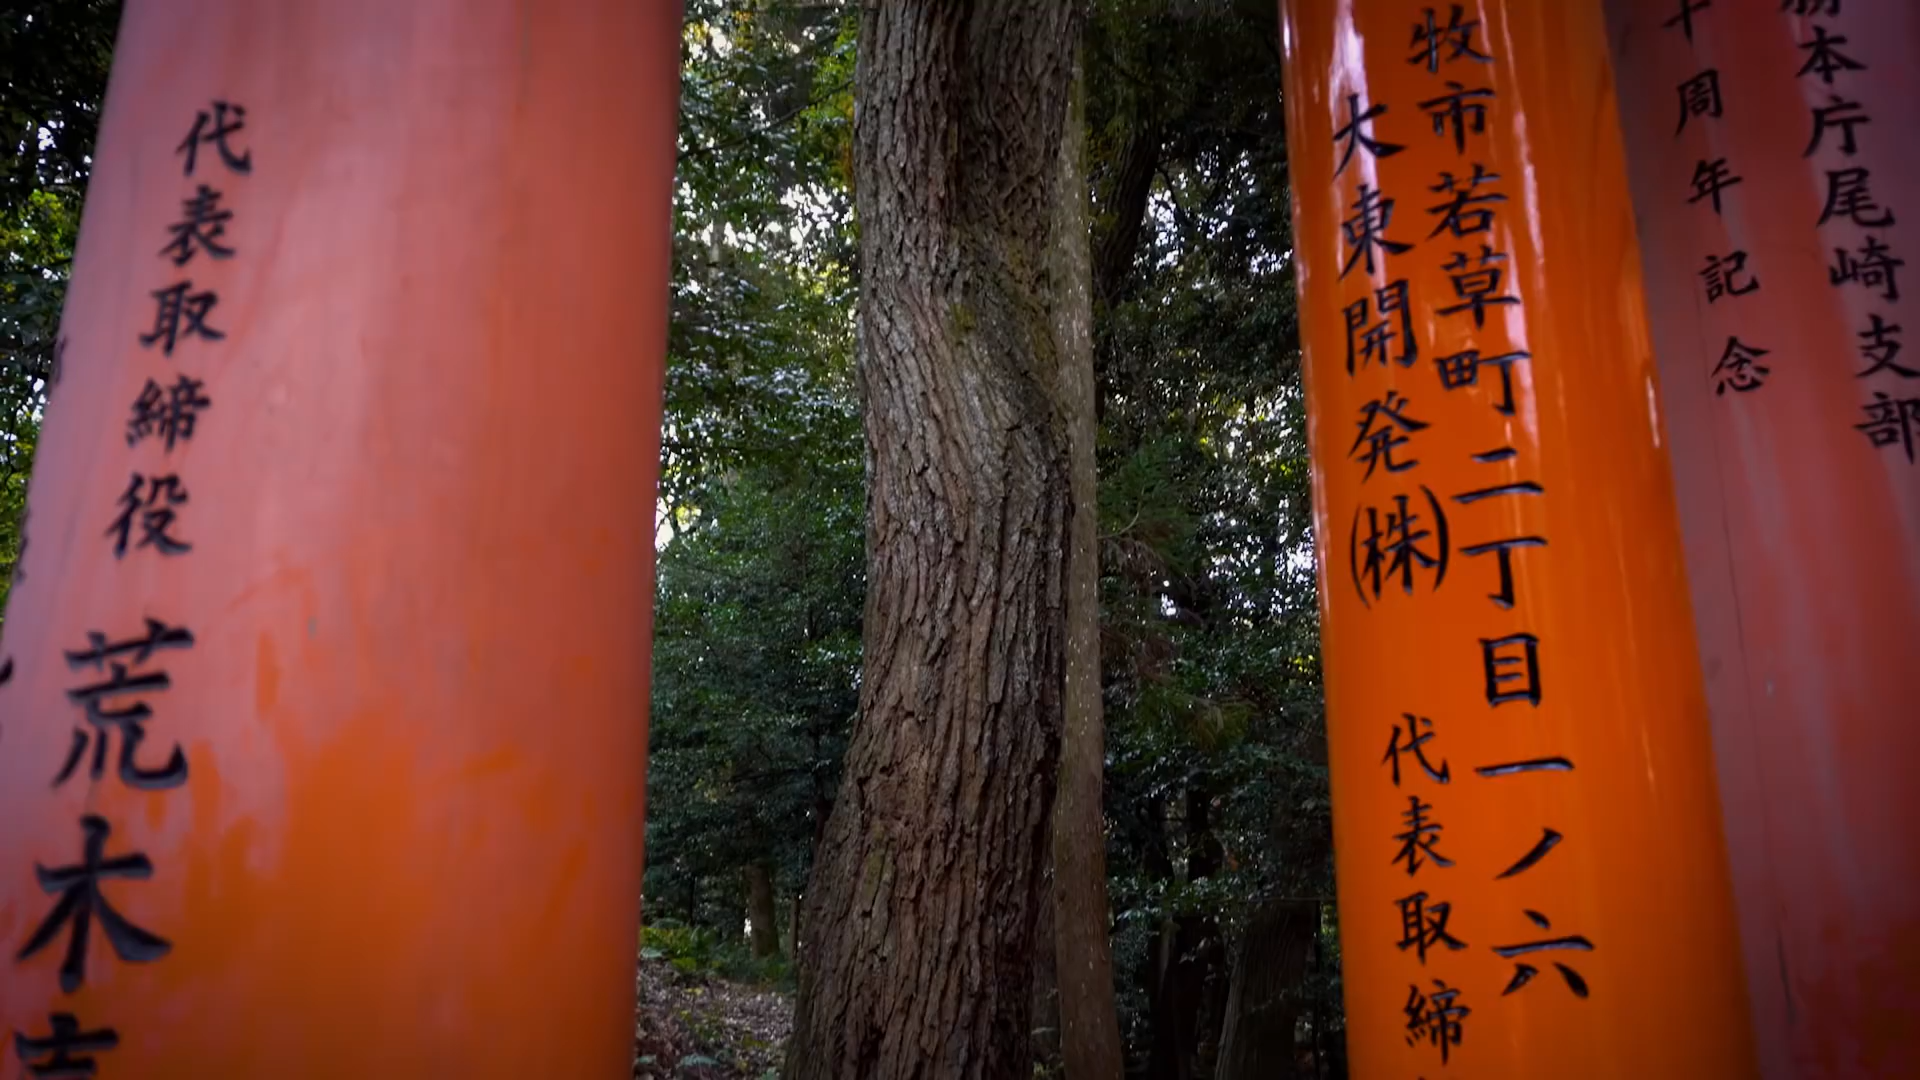 本庁尾崎支部
十周年記念
牧市若草町二丁目一ノ六
大東開発(株)
代表取締
代表取締役 荒木